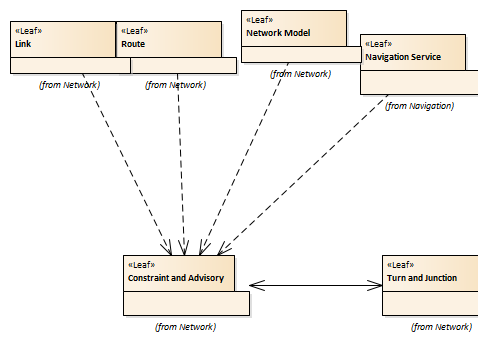 «Leaf»
Link
(from Network)
«Leaf»
Route
(from Network)
«Leaf»
Network Model
(from Network)
«Leaf»
Navigation Service
(from Navigation)
«Leaf»
Constraint and Advisory
(from Network)
«Leaf»
Turn and Junction
(from Network)